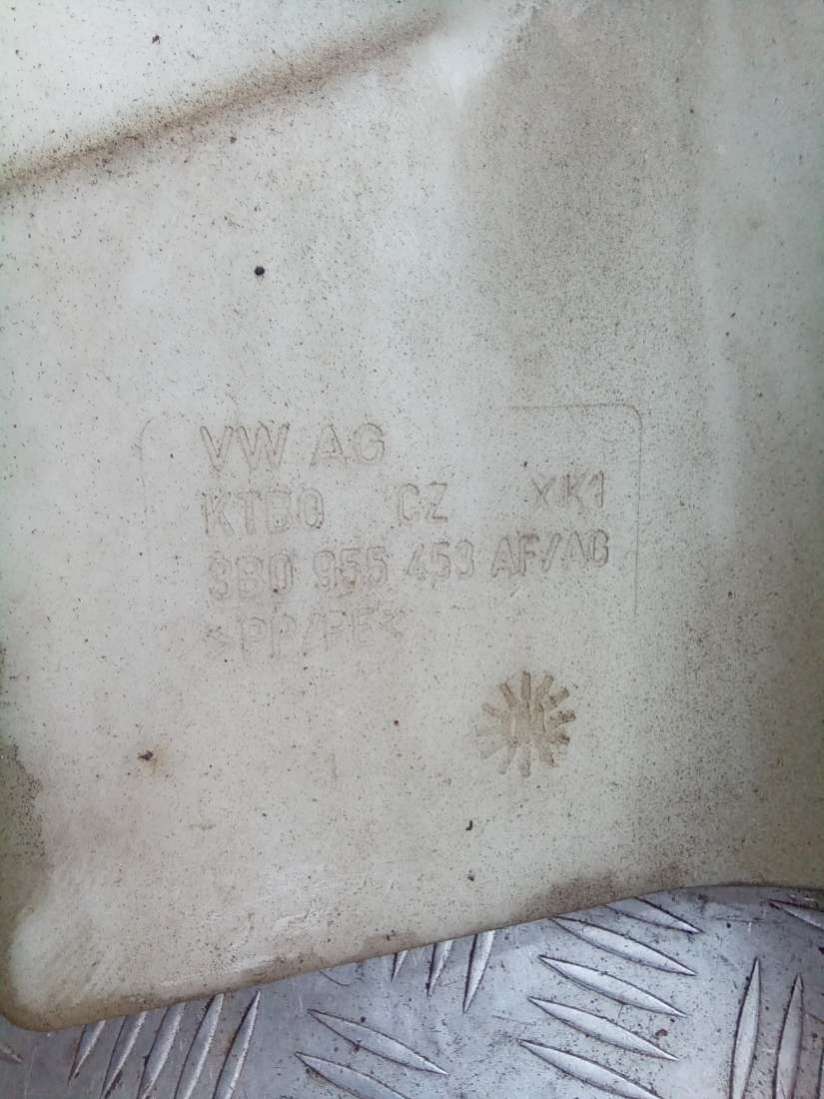 VW AG
KTBO CZ XK1
3B0 955 453 AF/AG
>PP/PE<